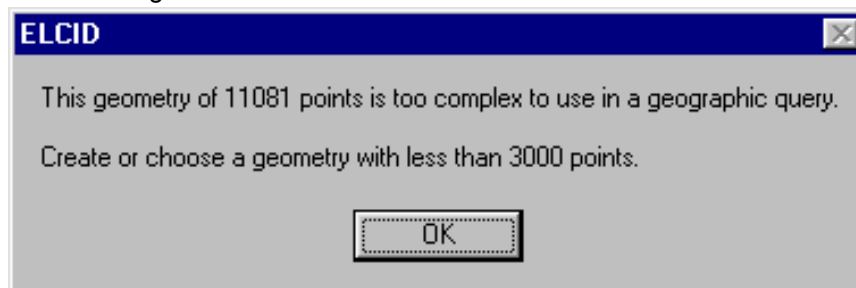 ELCID
This geometry of 11081 points is too complex to use in a geographic query.
Create or choose a geometry with less than 3000 points.
OK